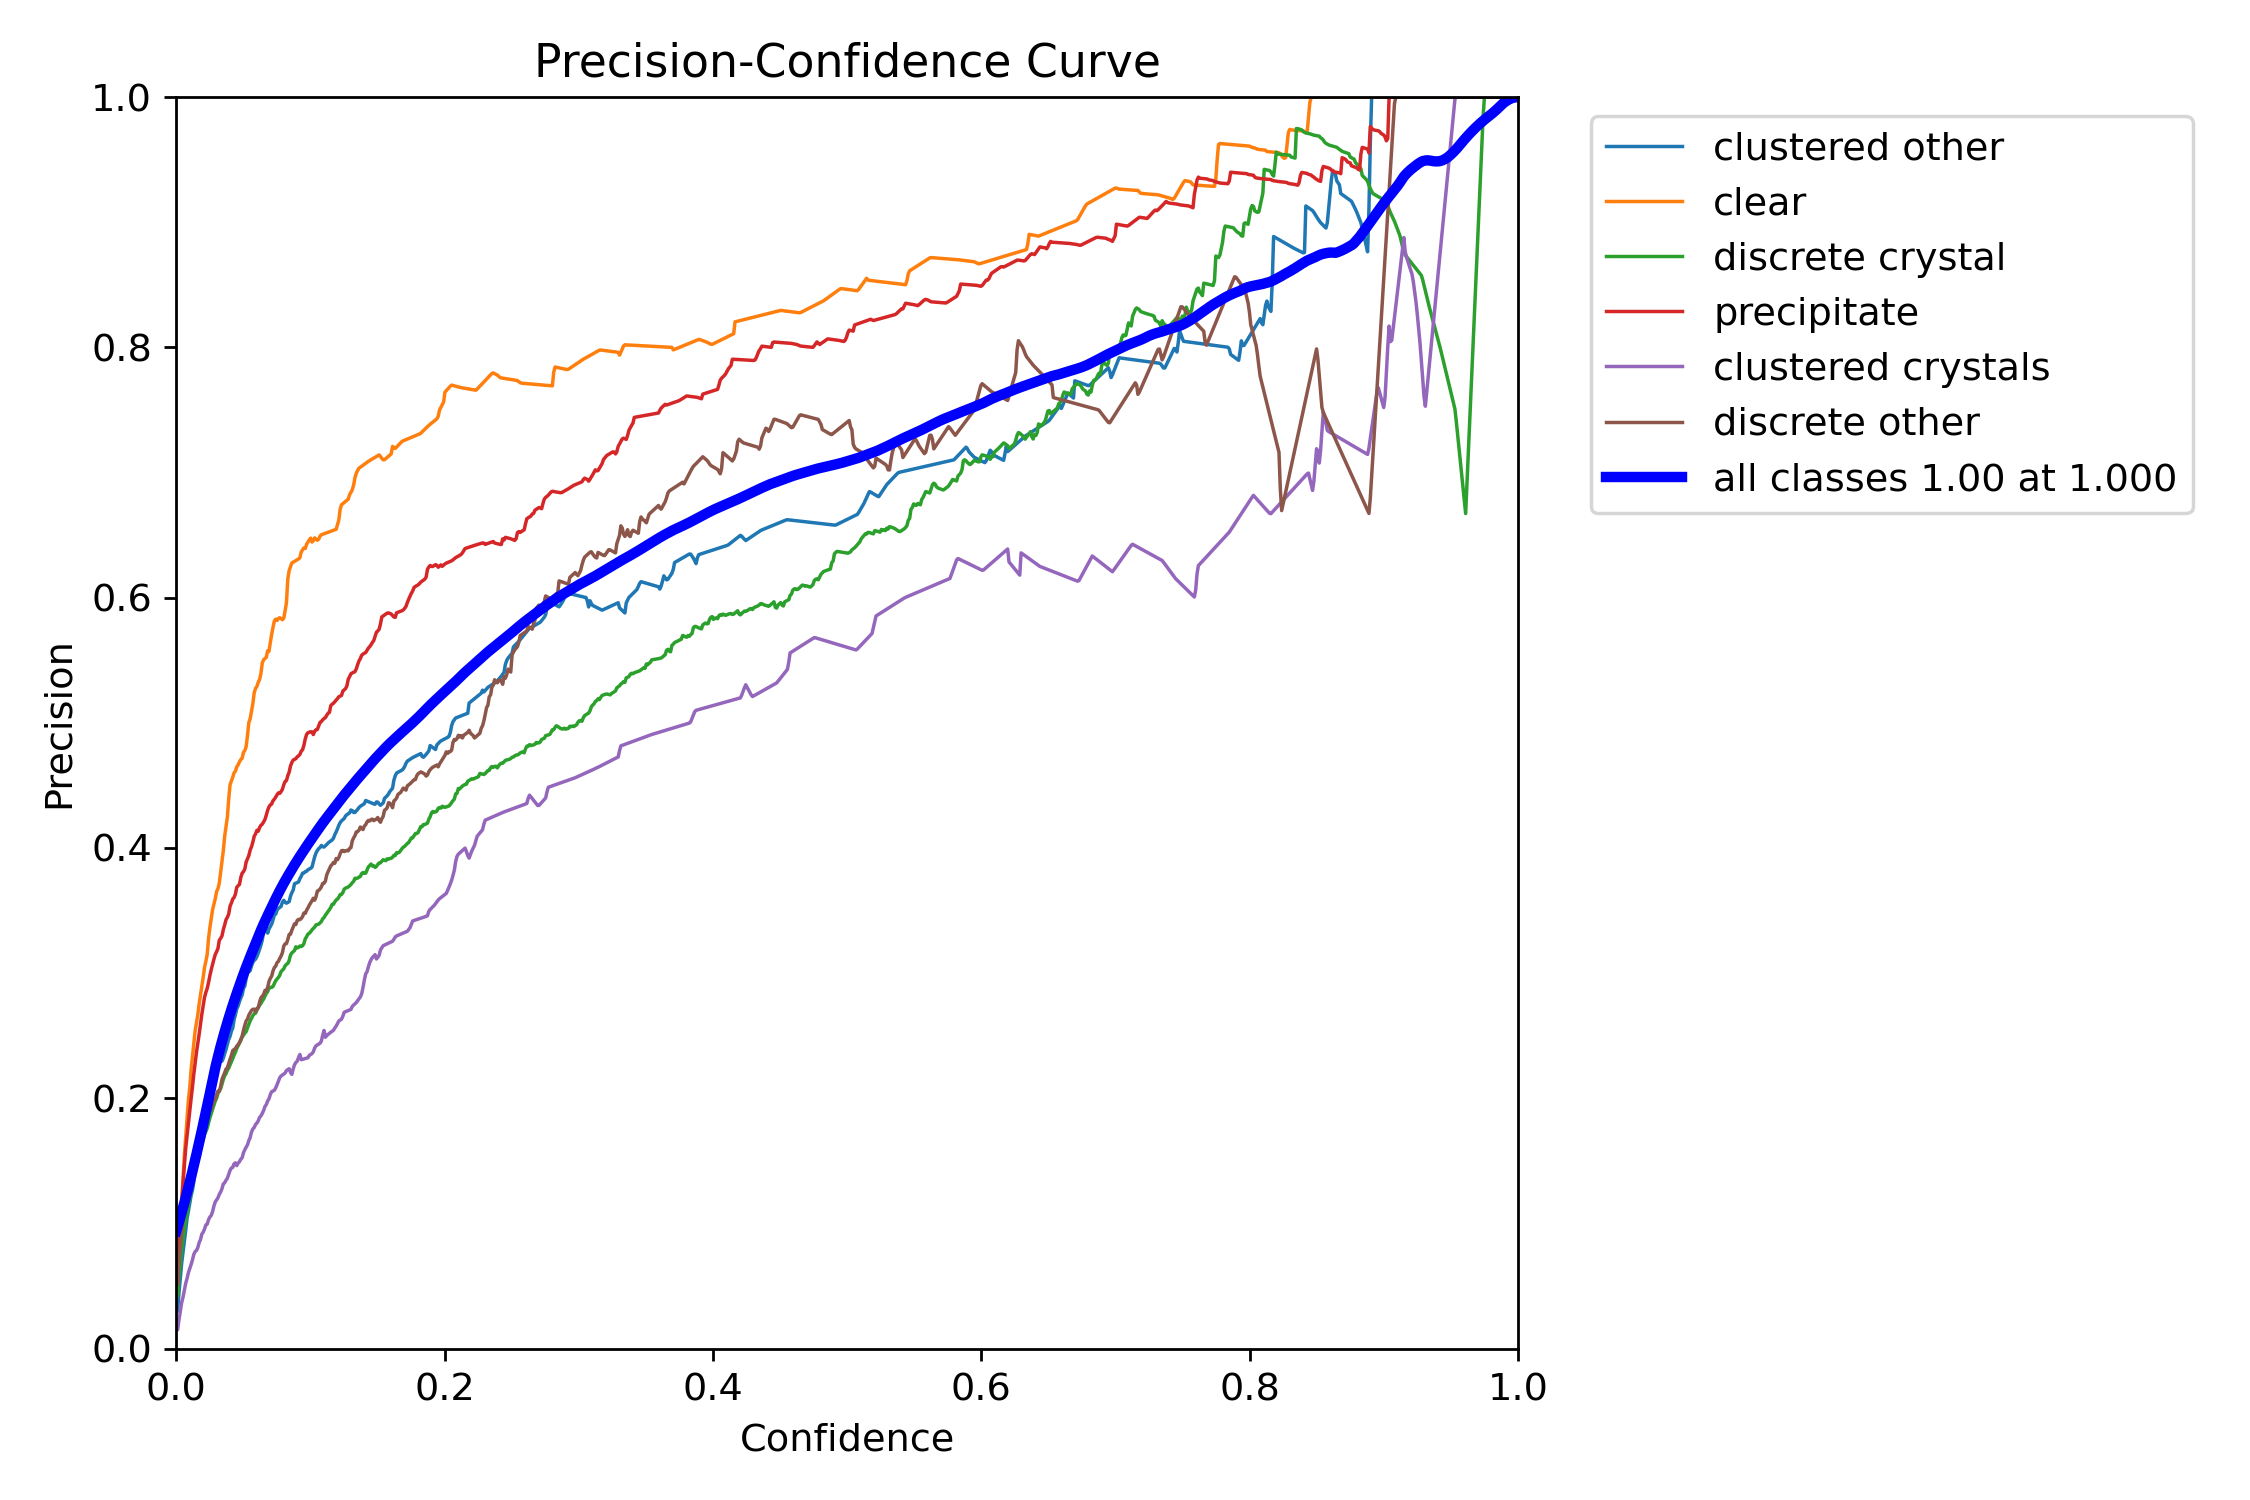 Precision-Confidence Curve
1.0
0.8
0.6
0.4
0.2
0.0
Precision
0.0 0.2 0.4 0.6 0.8 1.0
Confidence
clustered other
clear
discrete crystal
precipitate
clustered crystals
discrete other
all classes 1.00 at 1.000